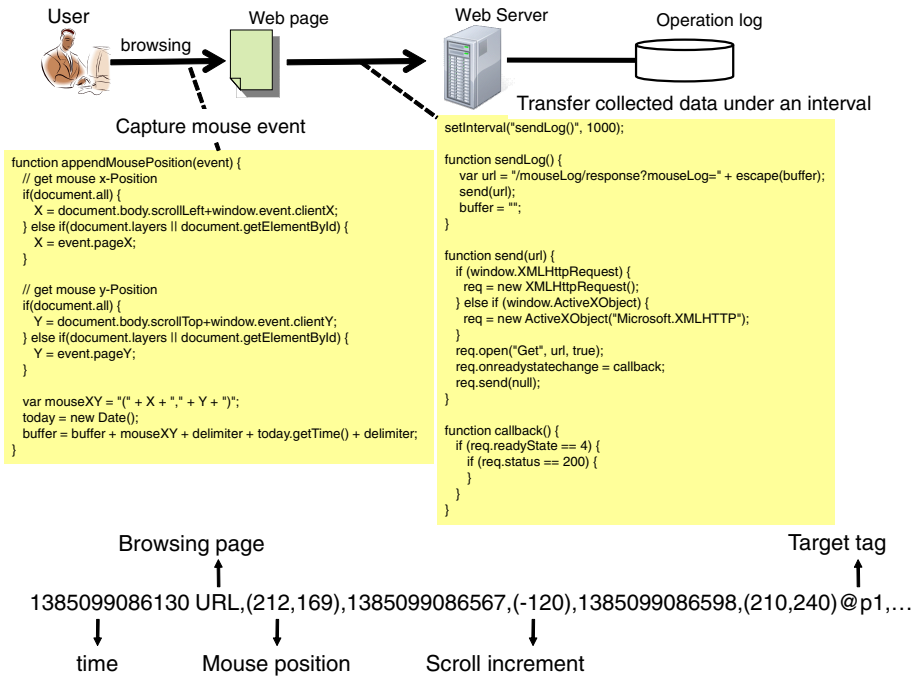 User
browsing
Web page
Web Server
Operation log
Capture mouse event
Transfer collected data under an interval
function appendMousePosition(event) {
// get mouse x-Position
if(document.all) {
X = document.body.scrollLeft+window.event.clientX;
} else if(document.layers || document.getElementById) {
X = event.pageX;
}
// get mouse y-Position
if(document.all) {
Y = document.body.scrollTop+window.event.clientY;
} else if(document.layers || document.getElementById) {
Y = event.pageY;
}
var mouseXY = "(" + X + "," + Y + ")";
today = new Date();
buffer = buffer + mouseXY + delimiter + today.getTime() + delimiter;
}
setInterval("sendLog()", 1000);
function sendLog() {
var url = "/mouseLog/response?mouseLog=" + escape(buffer);
send(url);
buffer = "";
}
function send(url) {
if (window.XMLHttpRequest) {
req = new XMLHttpRequest();
} else if (window.ActiveXObject) {
req = new ActiveXObject("Microsoft.XMLHTTP");
}
req.open("Get", url, true);
req.onreadystatechange = callback;
req.send(null);
}
function callback() {
if (req.readyState == 4) {
if (req.status == 200) {
}
}
}
Browsing page
Target tag
1385099086130 URL,(212,169),1385099086567,(-120),1385099086598,(210,240)@p1,…
time
Mouse position
Scroll increment